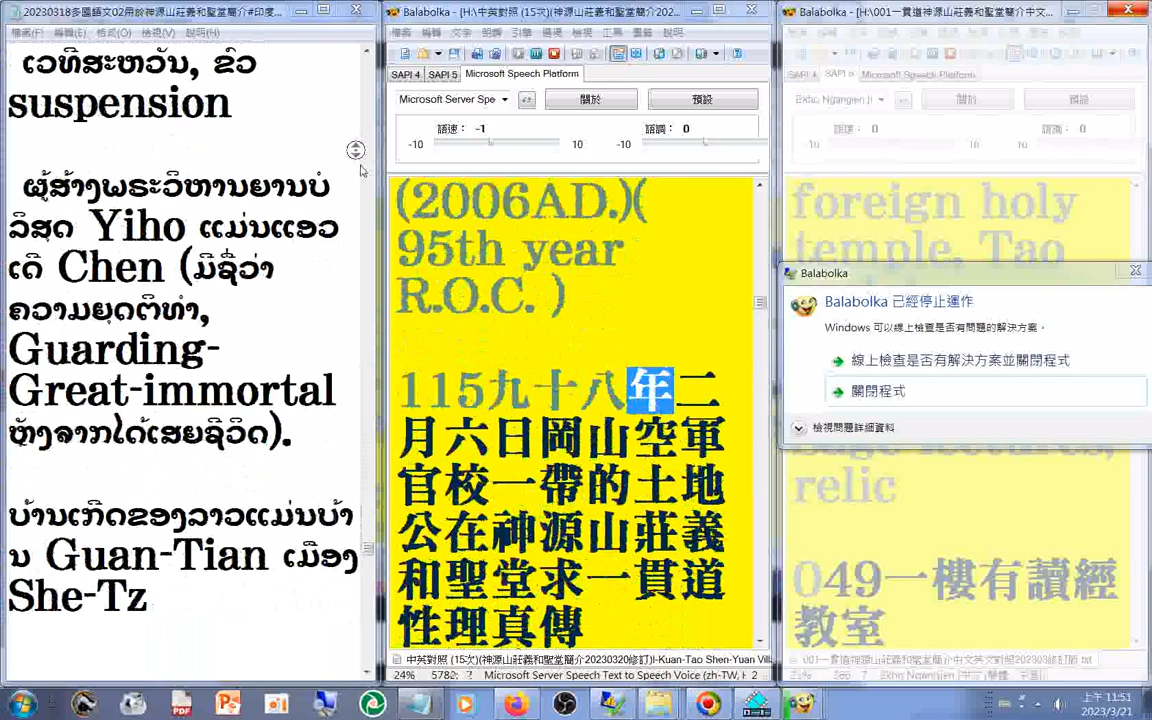 20230318多國語文02用於神源山莊義和聖堂簡介#印度...
檔案(F) 編輯(E) 格式(O) 檢視(V) 說明(H)
ເວທີສະຫວັນ, ຂົວ
suspension
ຜູ້ສ້າງພຣະວິຫານຍານບໍ
ລິສຸດ Yiho ແມ່ນແອວ
ເດີ Chen (ມີຊື່ວ່າ
ຄວາມຍຸດຕິທໍາ,
Guarding-
Great-immortal
ຫຼັງຈາກໄດ້ເສຍຊີວິດ).
ບ້ານເກີດຂອງລາວແມ່ນບ້າ
ນ Guan-Tian ເມືອງ
She-Tz
Balabolka - [H:\中英對照 (15次)(神源山莊義和聖堂簡介202...
檔案 編輯 文字 朗讀 引擎 選項 檢視 工具 書籤 說明
SAPI 4 SAPI 5 Microsoft Speech Platform
Microsoft Server Spe 關於 預設
語速： -1 語調： 0
-10 10 -10
(2006AD.)(
95th year
R.O.C. )
115九十八年二
月六日岡山空軍
官校一帶的土地
公在神源山莊義
和聖堂求一貫道
性理真傳
中英對照 (15次)(神源山莊義和聖堂簡介20230320修訂)I-Kuan-Tao Shen-Yuan Vil
24% 5782: ? Microsoft Server Speech Text to Speech Voice (zh-TW, H 2
Balabolka - [H:\001一貫道神源山莊義和聖堂簡介中文...
SAPI 4 SAPI 5 Microsoft Speech Platform
關於 預設
語速： 0 語調： 0
foreign holy
temple, Tao
Balabolka
Balabolka 已經停止運作
Windows 可以線上檢查是否有問題的解決方案。
線上檢查是否有解決方案並關閉程式
關閉程式
檢視問題詳細資料
relic
049一樓有讀經
教室
上午 11:51
2023/3/21